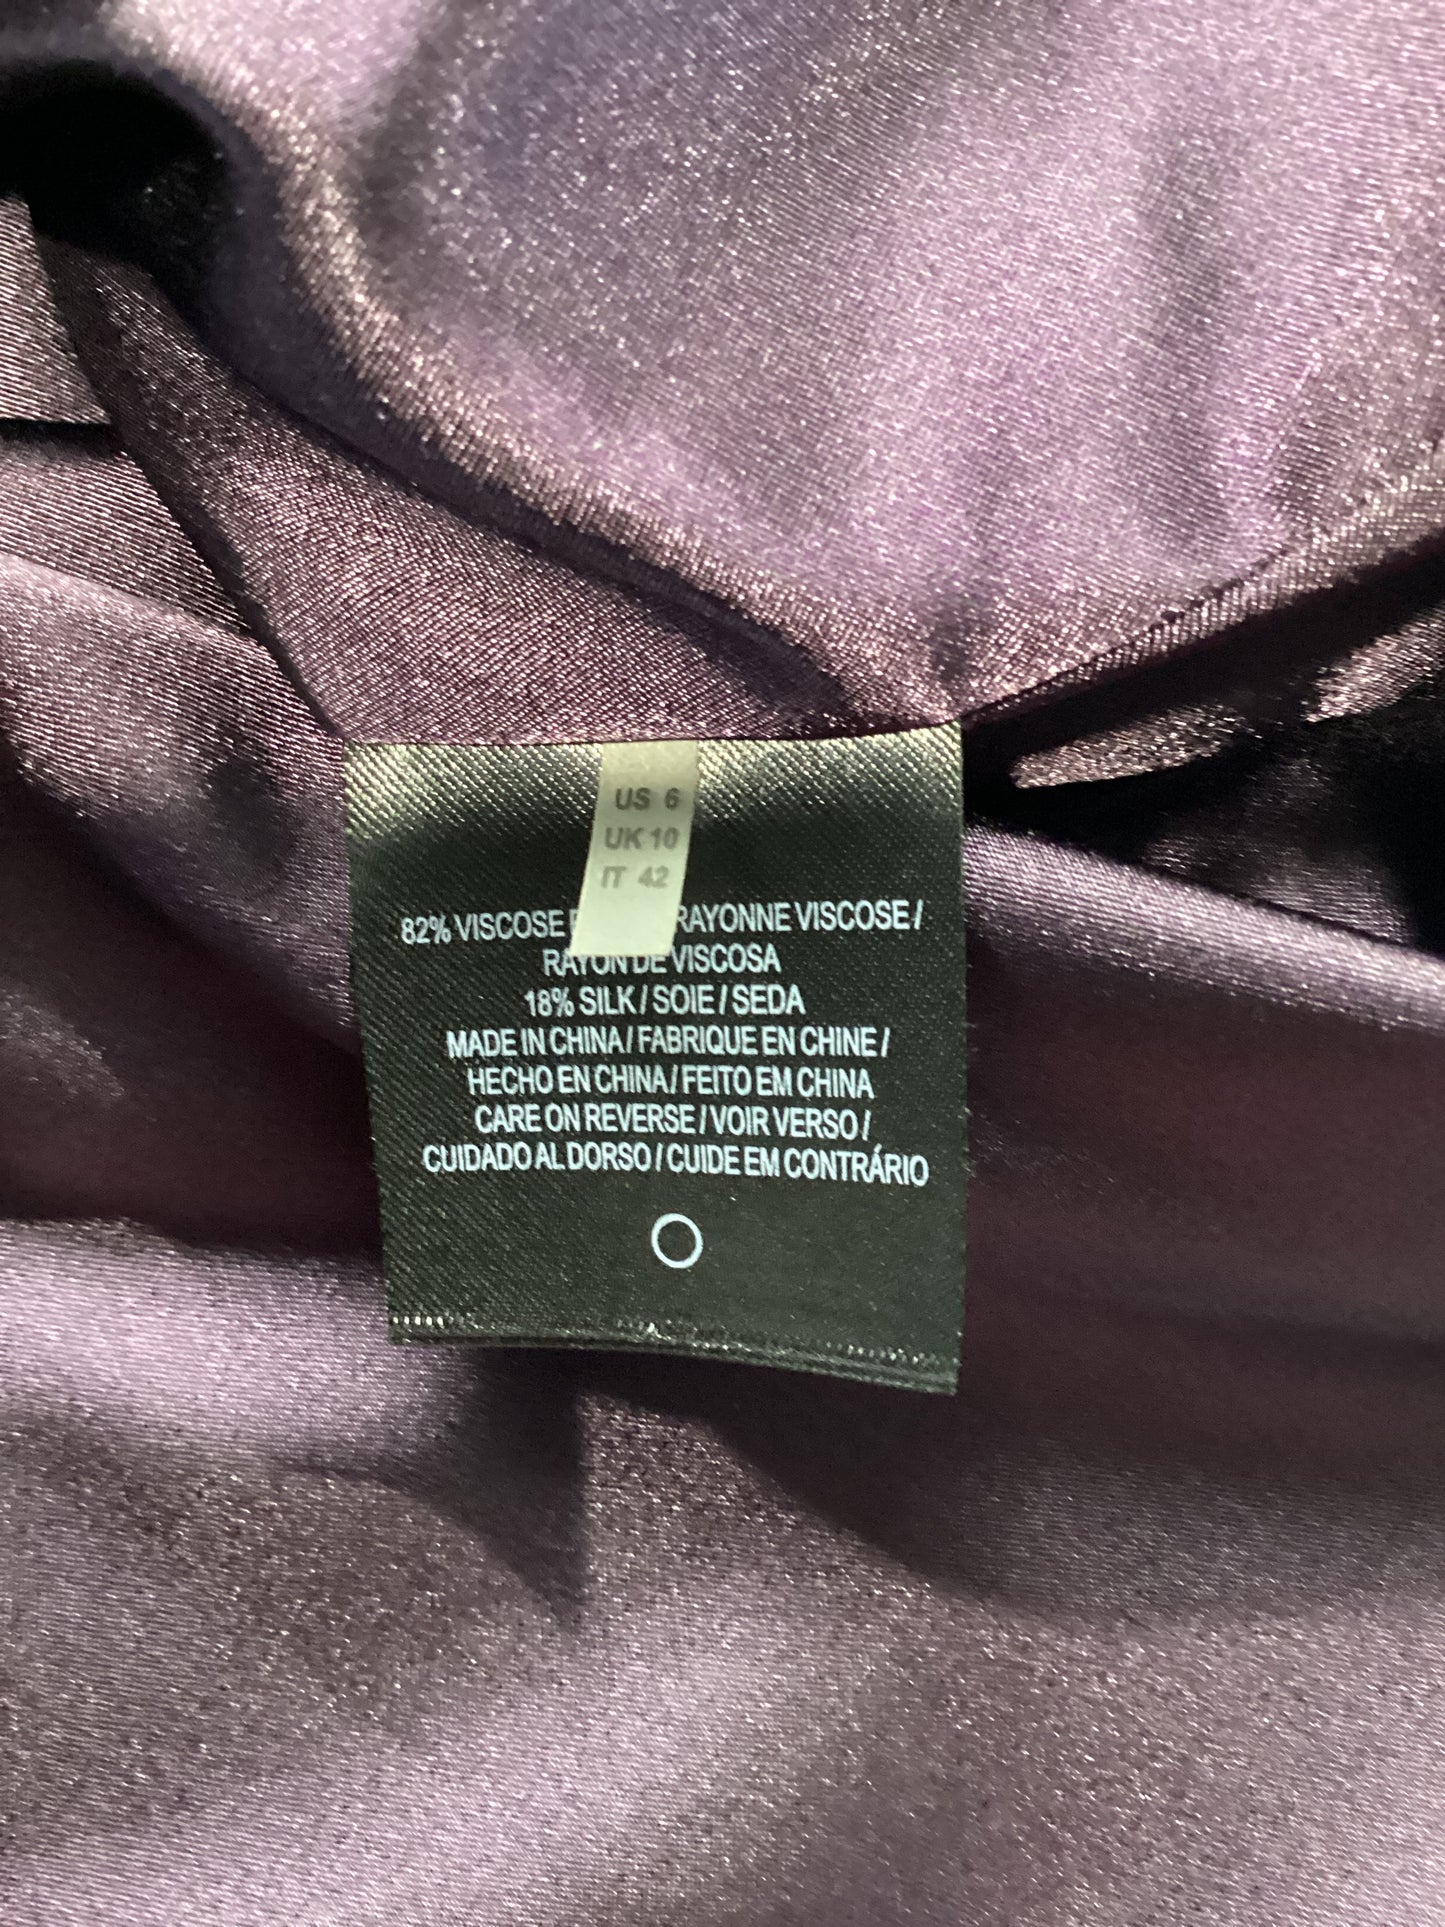 US 6
UK 10
IT 42
82% VISCOSE RAYONNE VISCOSE /
RAYON DE VISCOSA
18% SILK / SOIE / SEDA
MADE IN CHINA / FABRIQUE EN CHINE /
HECHO EN CHINA / FEITO EM CHINA
CARE ON REVERSE / VOIR VERSO /
CUIDADO AL DORSO / CUIDE EM CONTRÁRIO